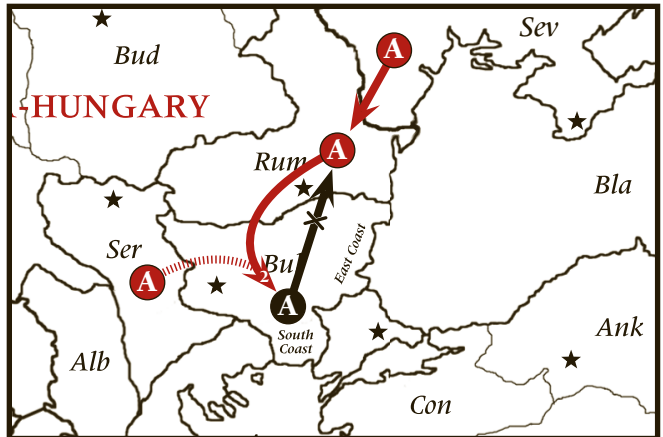 Sev
Bud
A
-HUNGARY
A
Rum
Bla
East Coast
Ser
Bul
2
A
A
South
Coast
Ank
Alb
Con